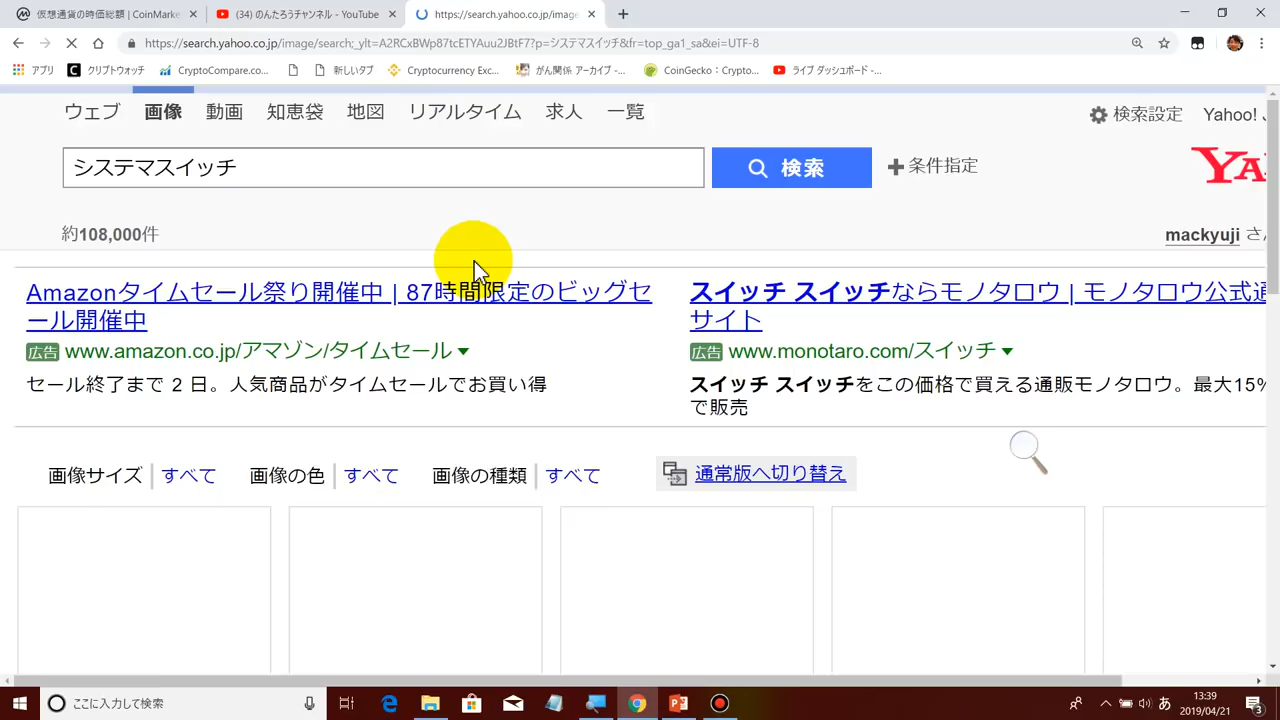 仮想通貨の時価総額 | CoinMarke
(34) のんたろうチャンネル - YouTube
https://search.yahoo.co.jp/image
https://search.yahoo.co.jp/image/search;_ylt=A2RCxBWp87tcETYAuu2JBtF7?p=システマスイッチ&fr=top_ga1_sa&ei=UTF-8
アプリ
クリプトウォッチ
CryptoCompare.co...
新しいタブ
Cryptocurrency Exc...
がん関係 アーカイブ - ...
CoinGecko：Crypto...
ライブ ダッシュボード - ...
ウェブ 画像 動画 知恵袋 地図 リアルタイム 求人 一覧
検索設定 Yahoo! J
システマスイッチ
検索
条件指定
YA
約108,000件
mackyuji さん
Amazonタイムセール祭り開催中 | 87時間限定のビッグセ
ール開催中
広告 www.amazon.co.jp/アマゾン/タイムセール
セール終了まで 2 日。人気商品がタイムセールでお買い得
スイッチ スイッチならモノタロウ | モノタロウ公式通
サイト
広告 www.monotaro.com/スイッチ
スイッチ スイッチをこの価格で買える通販モノタロウ。最大15%
で販売
画像サイズ すべて 画像の色 すべて 画像の種類 すべて
通常版へ切り替え
ここに入力して検索
あ
13:39
2019/04/21
3